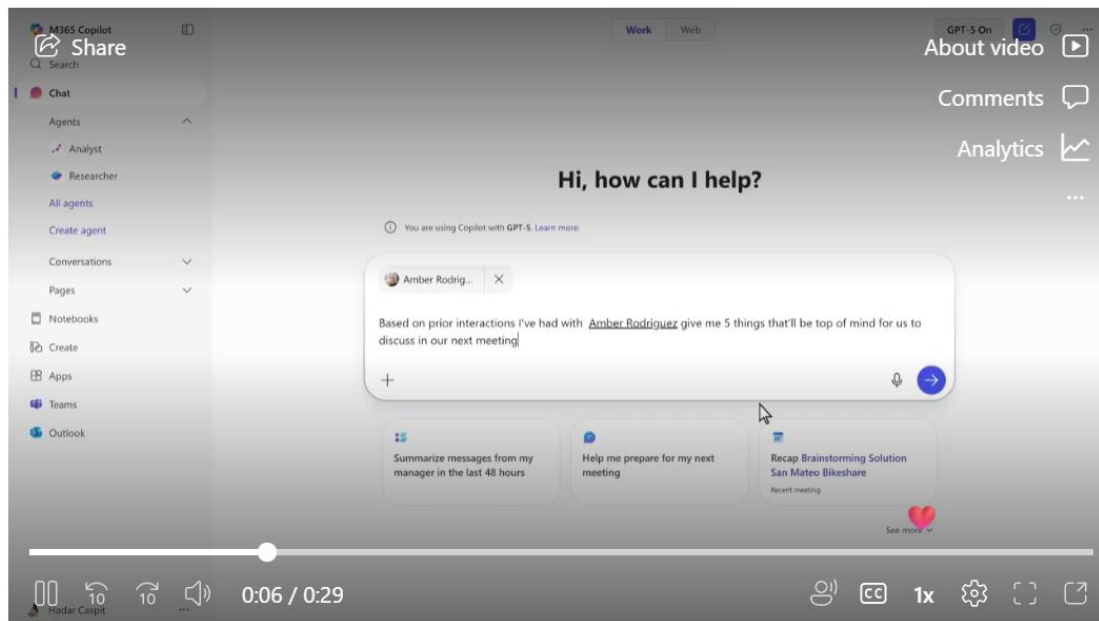 M365 Copilot
Work
Web
GPT-5 On
Share
About video
Search
Chat
Comments
Agents
Analyst
Analytics
Researcher
Hi, how can I help?
All agents
Create agent
You are using Copilot with GPT-5. Learn more.
Conversations
Amber Rodrig...
Pages
Notebooks
Based on prior interactions I've had with Amber Rodriguez give me 5 things that'll be top of mind for us to
discuss in our next meeting
Create
Apps
Teams
Outlook
Summarize messages from my
manager in the last 48 hours
Help me prepare for my next
meeting
Recap Brainstorming Solution
San Mateo Bikeshare
Recent meeting
See more
10
10
0:06 / 0:29
CC
1x
Hadar Caspit